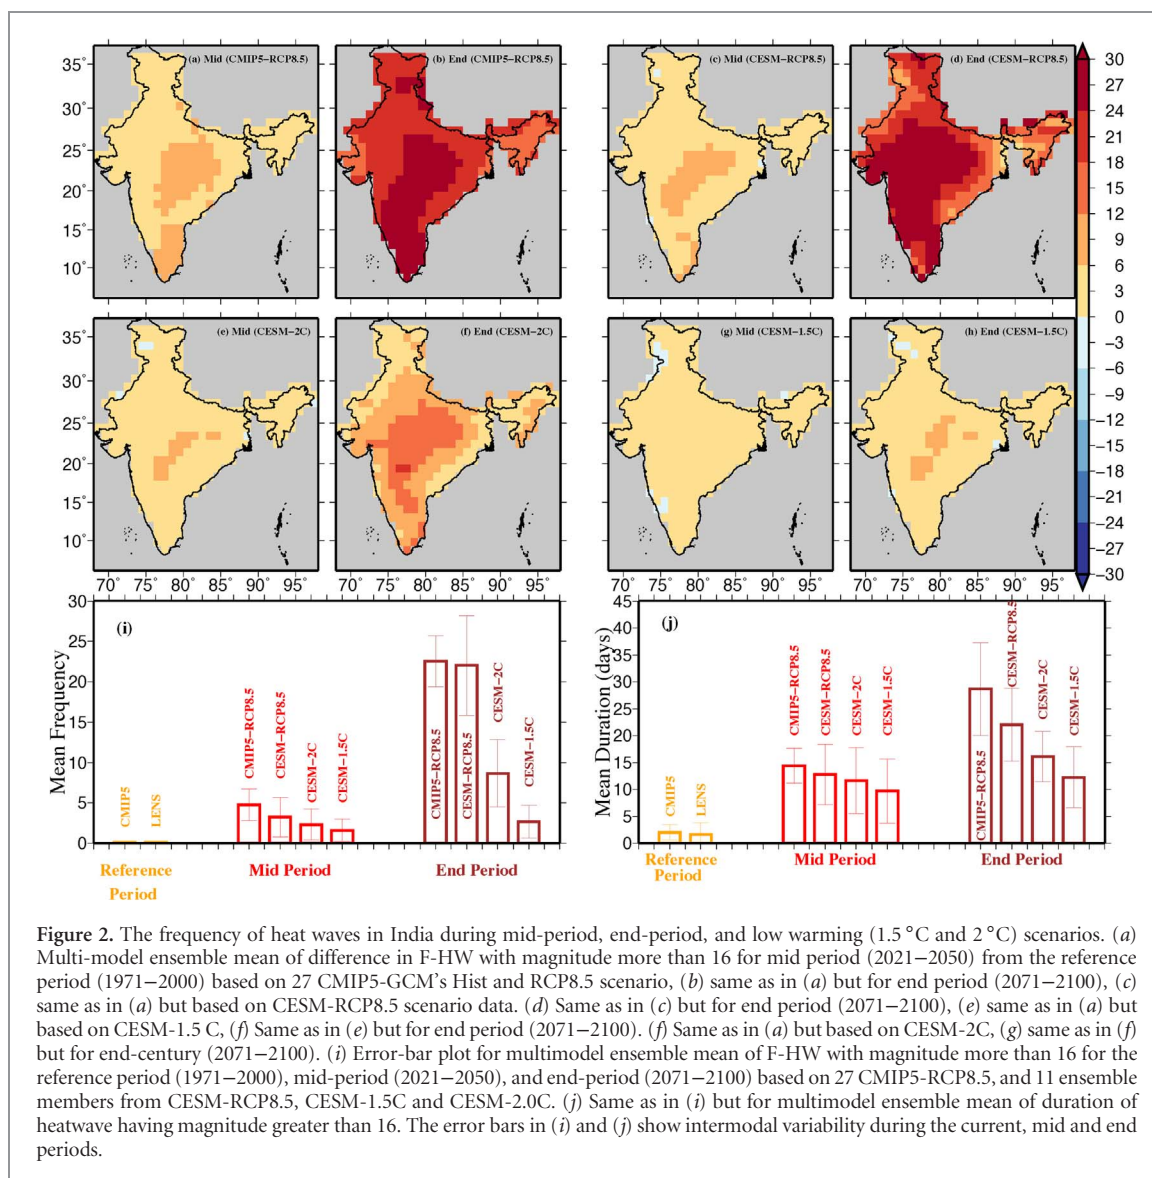 (a) Mid (CMIP5−RCP8.5)
(b) End (CMIP5−RCP8.5)
(c) Mid (CESM−RCP8.5)
(d) End (CESM−RCP8.5)
35°
30°
25°
20°
15°
10°
30
27
24
21
18
15
12
9
6
3
0
−3
−6
−9
−12
−15
−18
−21
−24
−27
−30
(e) Mid (CESM−2C)
(f) End (CESM−2C)
(g) Mid (CESM−1.5C)
(h) End (CESM−1.5C)
35°
30°
25°
20°
15°
10°
70 75 80 85 90 95
70 75 80 85 90 95
70 75 80 85 90 95
70 75 80 85 90 95
(i)
Mean Frequency
30
25
20
15
10
5
0
CMIP5
LENS
CMIP5−RCP8.5
CESM−RCP8.5
CESM−2C
CESM−1.5C
CMIP5−RCP8.5
CESM−RCP8.5
CESM−2C
CESM−1.5C
Reference
Period
Mid Period
End Period
(j)
Mean Duration (days)
45
40
35
30
25
20
15
10
5
0
CMIP5
LENS
CMIP5−RCP8.5
CESM−RCP8.5
CESM−2C
CESM−1.5C
CMIP5−RCP8.5
CESM−RCP8.5
CESM−2C
CESM−1.5C
Reference
Period
Mid Period
End Period
Figure 2. The frequency of heat waves in India during mid-period, end-period, and low warming (1.5 °C and 2 °C) scenarios. (a)
Multi-model ensemble mean of difference in F-HW with magnitude more than 16 for mid period (2021−2050) from the reference
period (1971−2000) based on 27 CMIP5-GCM's Hist and RCP8.5 scenario, (b) same as in (a) but for end period (2071−2100), (c)
same as in (a) but based on CESM-RCP8.5 scenario data. (d) Same as in (c) but for end period (2071−2100), (e) same as in (a) but
based on CESM-1.5 C, (f) Same as in (e) but for end period (2071−2100). (f) Same as in (a) but based on CESM-2C, (g) same as in (f)
but for end-century (2071−2100). (i) Error-bar plot for multimodel ensemble mean of F-HW with magnitude more than 16 for the
reference period (1971−2000), mid-period (2021−2050), and end-period (2071−2100) based on 27 CMIP5-RCP8.5, and 11 ensemble
members from CESM-RCP8.5, CESM-1.5C and CESM-2.0C. (j) Same as in (i) but for multimodel ensemble mean of duration of
heatwave having magnitude greater than 16. The error bars in (i) and (j) show intermodal variability during the current, mid and end
periods.